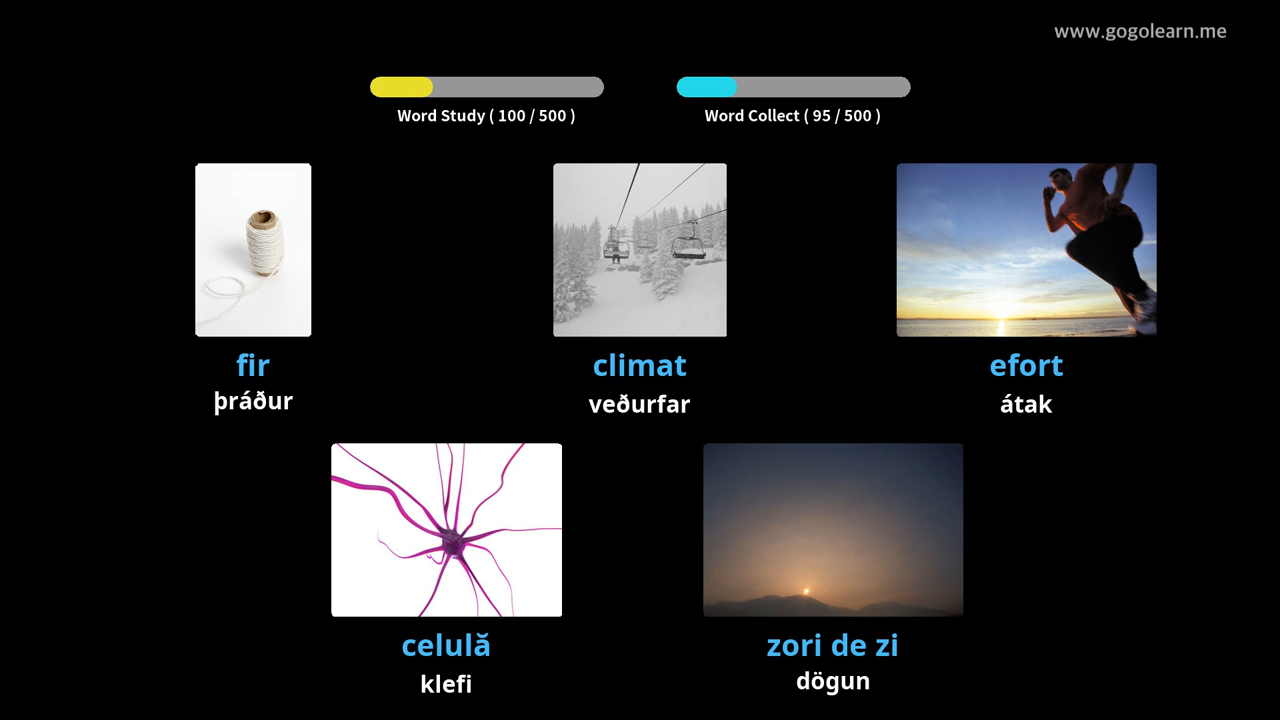 www.gogolearn.me
Word Study ( 100 / 500 )
Word Collect ( 95 / 500 )
fir
þráður
climat
veðurfar
efort
átak
celulă
klefi
zori de zi
dögun